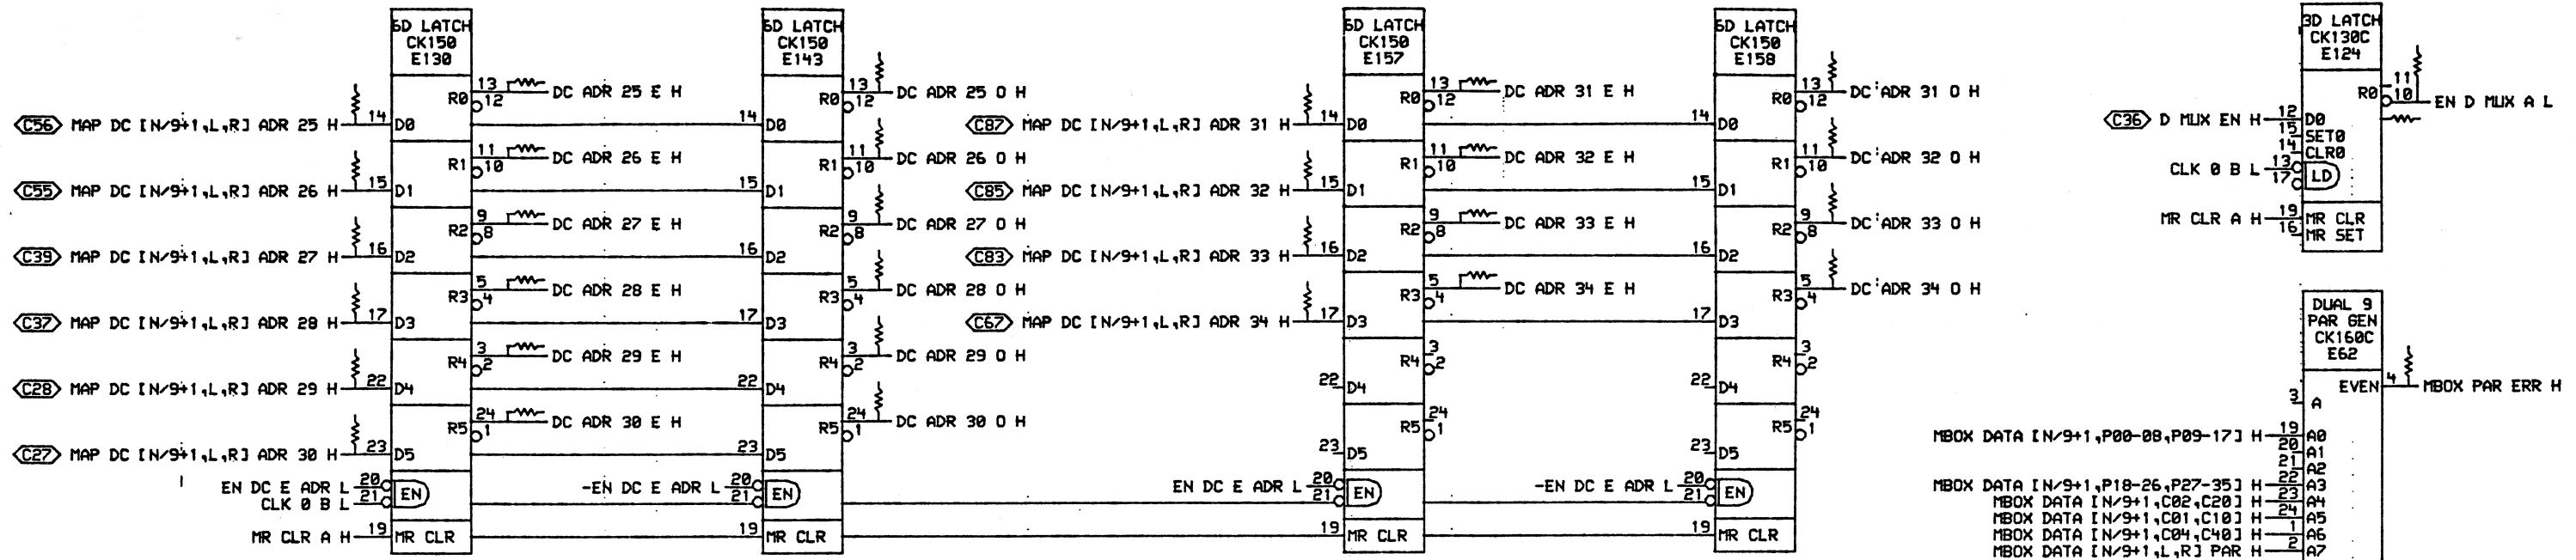 6D LATCH
CK150
E130
R0 13
12
DC ADR 25 E H
C56 MAP DC [N/9+1,L,R] ADR 25 H 14 D0
R1 11
10
DC ADR 26 E H
C55 MAP DC [N/9+1,L,R] ADR 26 H 15 D1
R2 9
8
DC ADR 27 E H
C39 MAP DC [N/9+1,L,R] ADR 27 H 16 D2
R3 5
4
DC ADR 28 E H
C37 MAP DC [N/9+1,L,R] ADR 28 H 17 D3
R4 3
2
DC ADR 29 E H
C28 MAP DC [N/9+1,L,R] ADR 29 H 22 D4
R5 24
1
DC ADR 30 E H
C27 MAP DC [N/9+1,L,R] ADR 30 H 23 D5
EN DC E ADR L 20
CLK 0 B L 21
EN
MR CLR A H 19 MR CLR
6D LATCH
CK150
E143
R0 13
12
DC ADR 25 O H
14 D0
R1 11
10
DC ADR 26 O H
15 D1
R2 9
8
DC ADR 27 O H
16 D2
R3 5
4
DC ADR 28 O H
17 D3
R4 3
2
DC ADR 29 O H
22 D4
R5 24
1
DC ADR 30 O H
23 D5
-EN DC E ADR L 20
21
EN
19 MR CLR
6D LATCH
CK150
E157
R0 13
12
DC ADR 31 E H
C87 MAP DC [N/9+1,L,R] ADR 31 H 14 D0
R1 11
10
DC ADR 32 E H
C85 MAP DC [N/9+1,L,R] ADR 32 H 15 D1
R2 9
8
DC ADR 33 E H
C83 MAP DC [N/9+1,L,R] ADR 33 H 16 D2
R3 5
4
DC ADR 34 E H
C67 MAP DC [N/9+1,L,R] ADR 34 H 17 D3
R4 3
2
22 D4
R5 24
1
23 D5
EN DC E ADR L 20
21
EN
19 MR CLR
6D LATCH
CK150
E158
R0 13
12
DC ADR 31 O H
14 D0
R1 11
10
DC ADR 32 O H
15 D1
R2 9
8
DC ADR 33 O H
16 D2
R3 5
4
DC ADR 34 O H
17 D3
R4 3
2
22 D4
R5 24
1
23 D5
-EN DC E ADR L 20
21
EN
19 MR CLR
3D LATCH
CK130C
E124
R0 11
10
EN D MUX A L
C36 D MUX EN H 12 D0
15 SET0
14 CLR0
CLK 0 B L 13
17
LD
MR CLR A H 19 MR CLR
16 MR SET
DUAL 9
PAR GEN
CK160C
E62
EVEN 4 MBOX PAR ERR H
3 A
MBOX DATA [N/9+1,P00-08,P09-17] H 19 A0
20 A1
21 A2
MBOX DATA [N/9+1,P18-26,P27-35] H 22 A3
MBOX DATA [N/9+1,C02,C20] H 23 A4
MBOX DATA [N/9+1,C01,C10] H 24 A5
MBOX DATA [N/9+1,C04,C40] H 1 A6
MBOX DATA [N/9+1,L,R] PAR H 2 A7